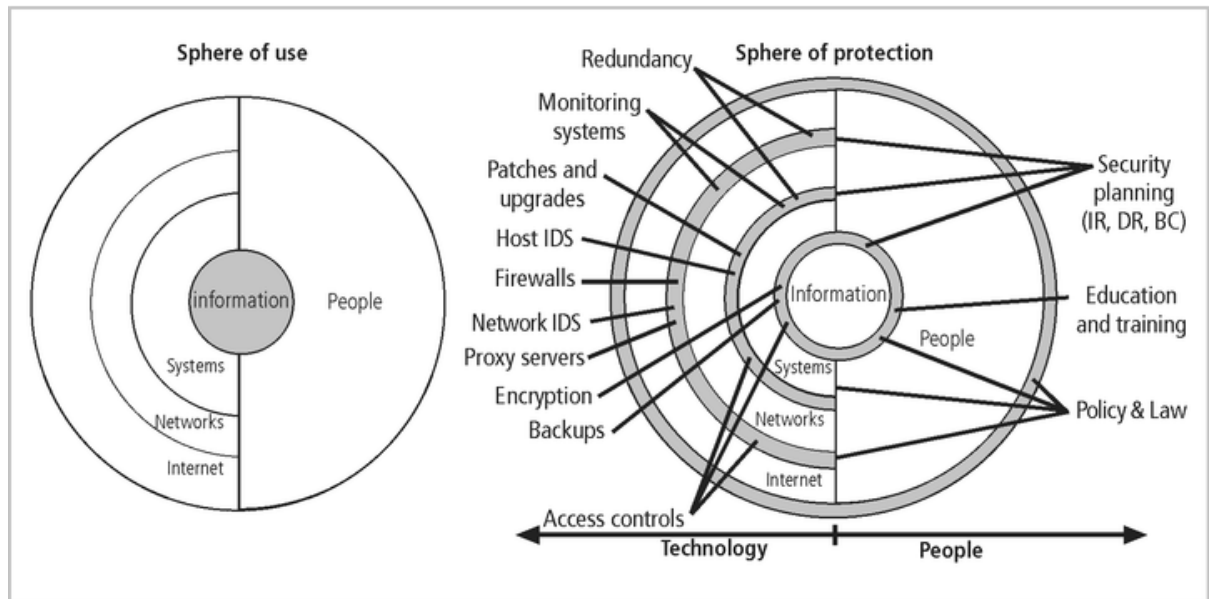 Sphere of use
information
People
Systems
Networks
Internet
Sphere of protection
Redundancy
Monitoring
systems
Patches and
upgrades
Host IDS
Firewalls
Network IDS
Proxy servers
Encryption
Backups
Access controls
Information
People
Systems
Networks
Internet
Security
planning
(IR, DR, BC)
Education
and training
Policy & Law
Technology
People